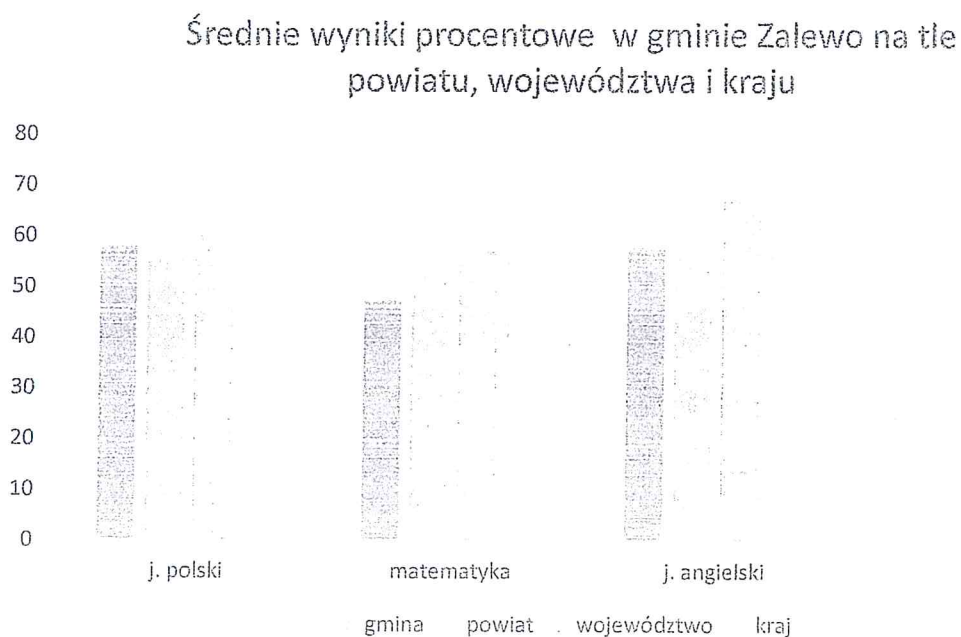 Średnie wyniki procentowe w gminie Zalewo na tle
powiatu, województwa i kraju
80
70
60
50
40
30
20
10
0
j. polski
matematyka
j. angielski
gmina powiat województwo kraj